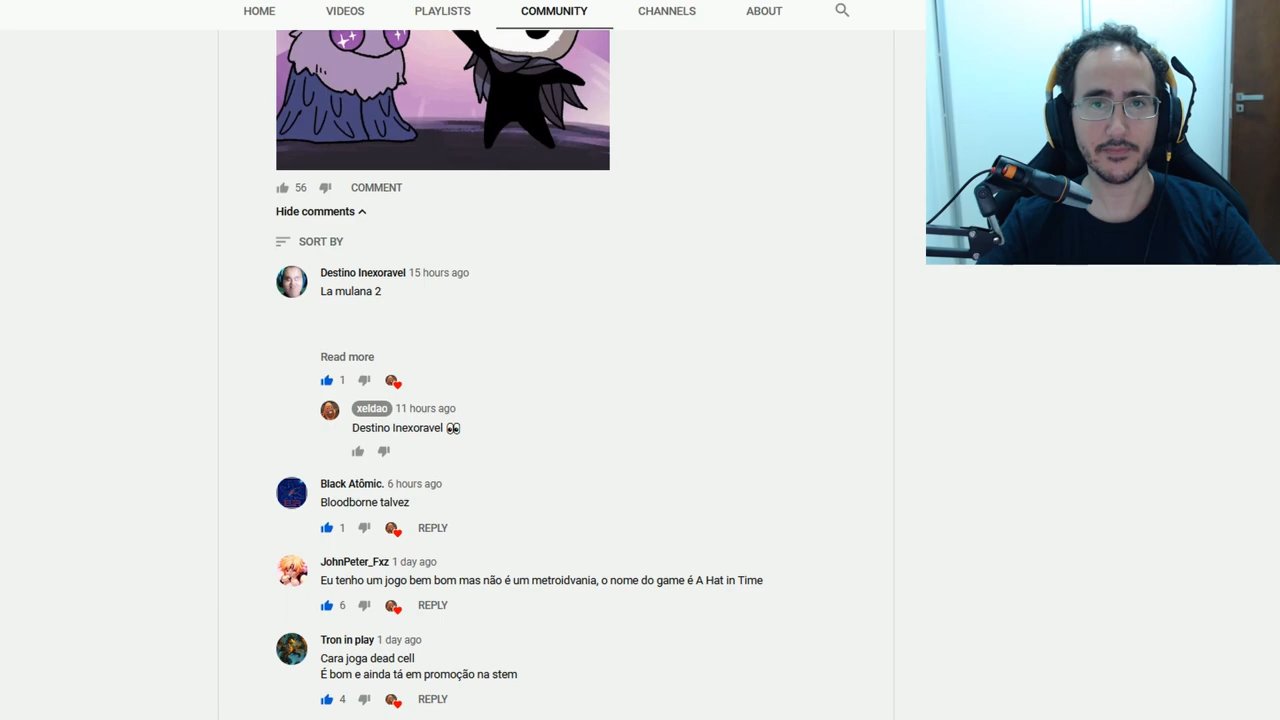 HOME VIDEOS PLAYLISTS COMMUNITY CHANNELS ABOUT
56 COMMENT
Hide comments
SORT BY
Destino Inexoravel 15 hours ago
La mulana 2
Read more
1
xeldao 11 hours ago
Destino Inexoravel 👀
Black Atômic. 6 hours ago
Bloodborne talvez
1 REPLY
JohnPeter_Fxz 1 day ago
Eu tenho um jogo bem bom mas não é um metroidvania, o nome do game é A Hat in Time
6 REPLY
Tron in play 1 day ago
Cara joga dead cell
É bom e ainda tá em promoção na stem
4 REPLY